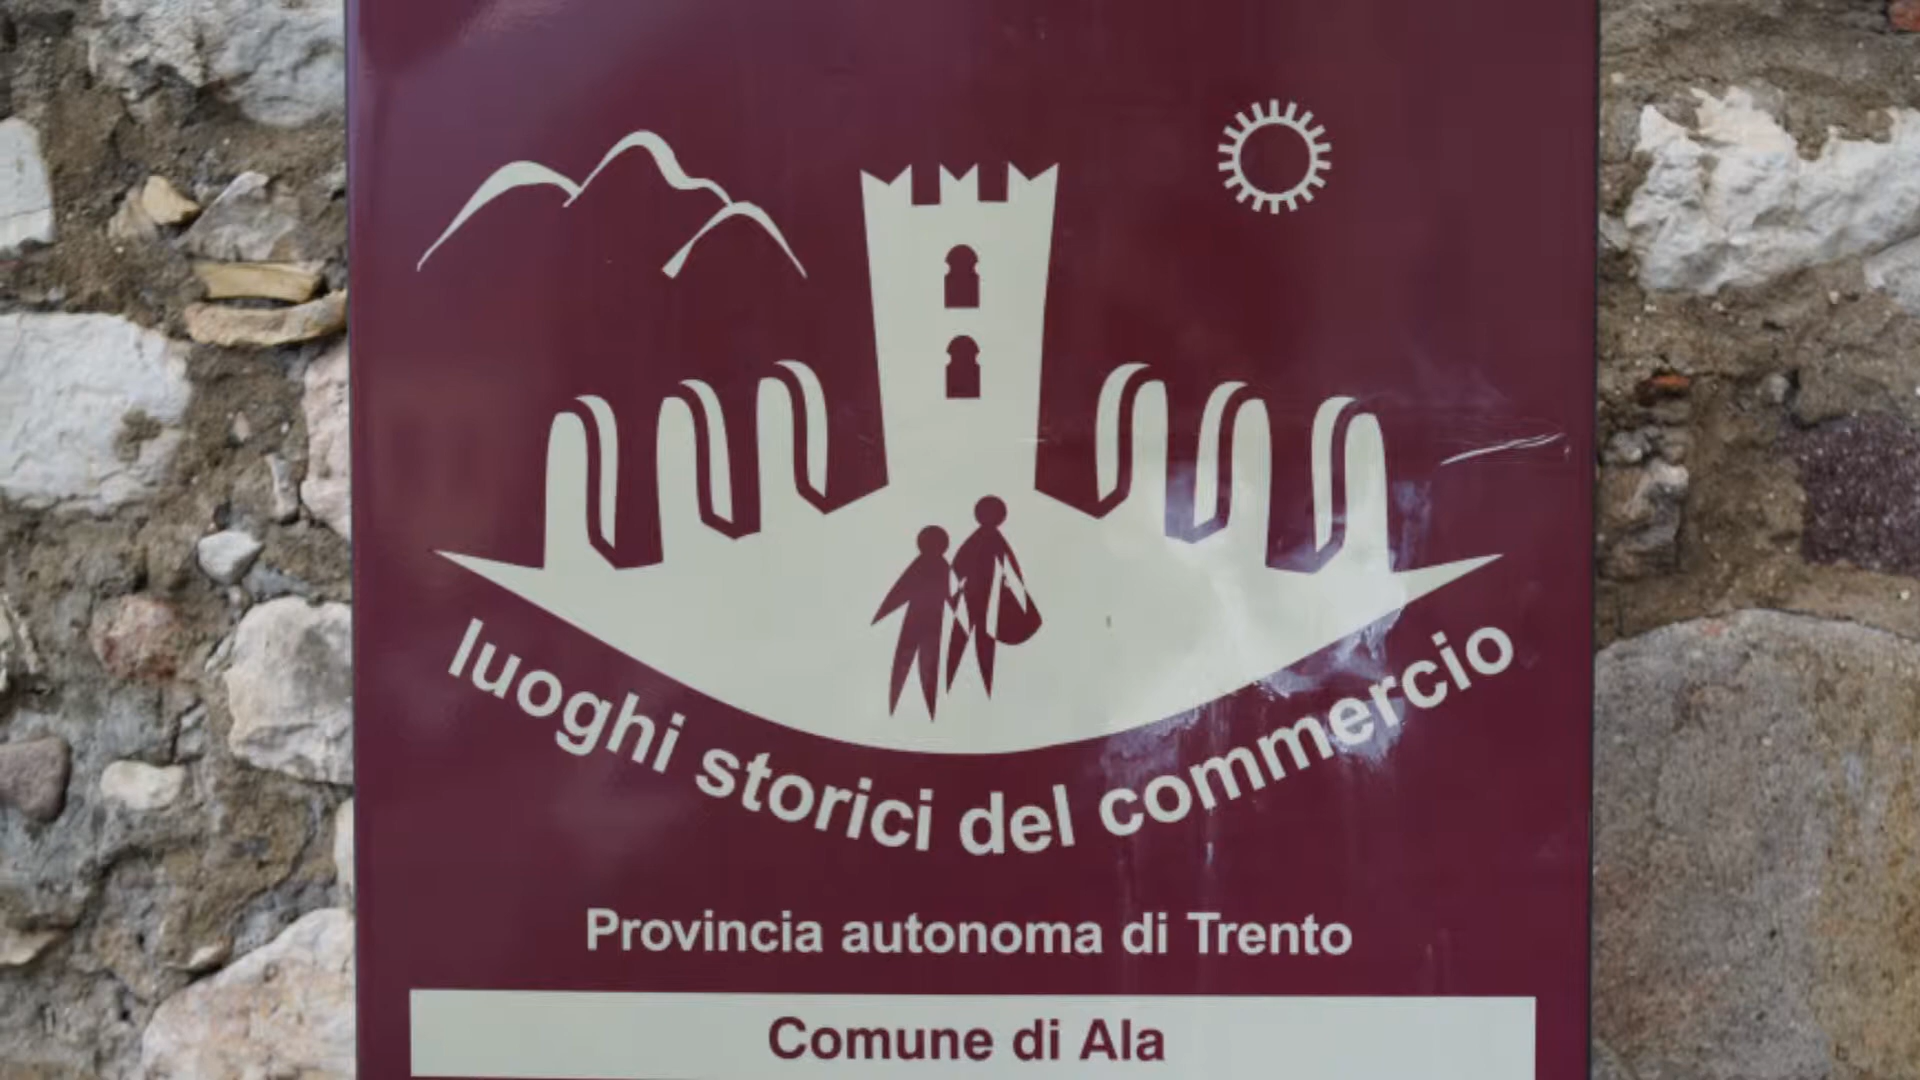 luoghi storici del commercio
Provincia autonoma di Trento
Comune di Ala